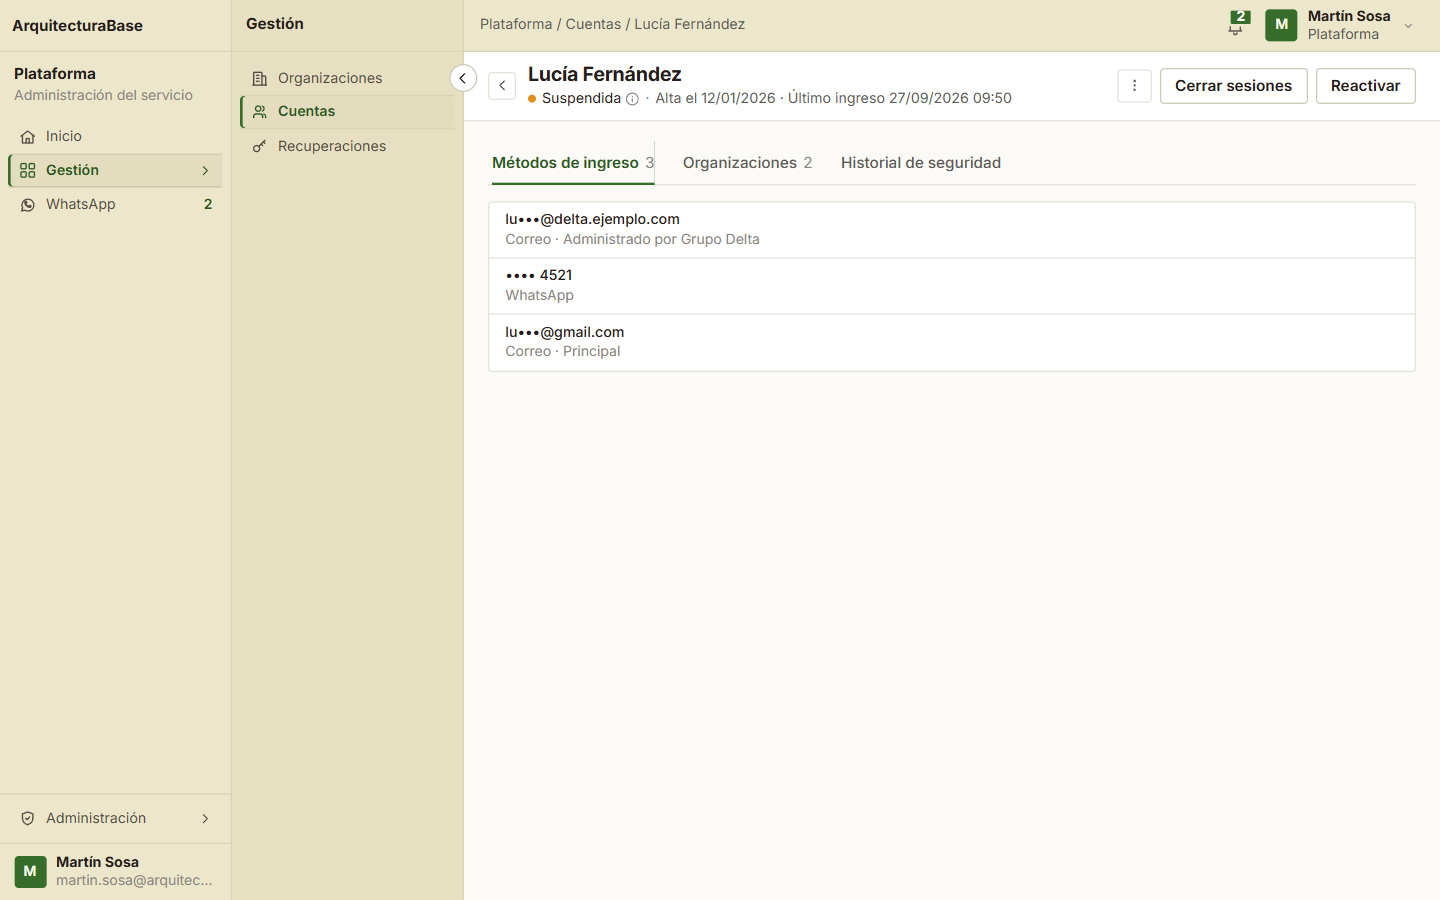 ArquitecturaBase
Plataforma
Administración del servicio
Inicio
Gestión
WhatsApp 2
Administración
M
Martín Sosa
martin.sosa@arquitec...
Gestión
Organizaciones
Cuentas
Recuperaciones
Plataforma / Cuentas / Lucía Fernández
2
M
Martín Sosa
Plataforma
Lucía Fernández
Suspendida · Alta el 12/01/2026 · Último ingreso 27/09/2026 09:50
Cerrar sesiones
Reactivar
Métodos de ingreso 3
Organizaciones 2
Historial de seguridad
lu•••@delta.ejemplo.com
Correo · Administrado por Grupo Delta
•••• 4521
WhatsApp
lu•••@gmail.com
Correo · Principal